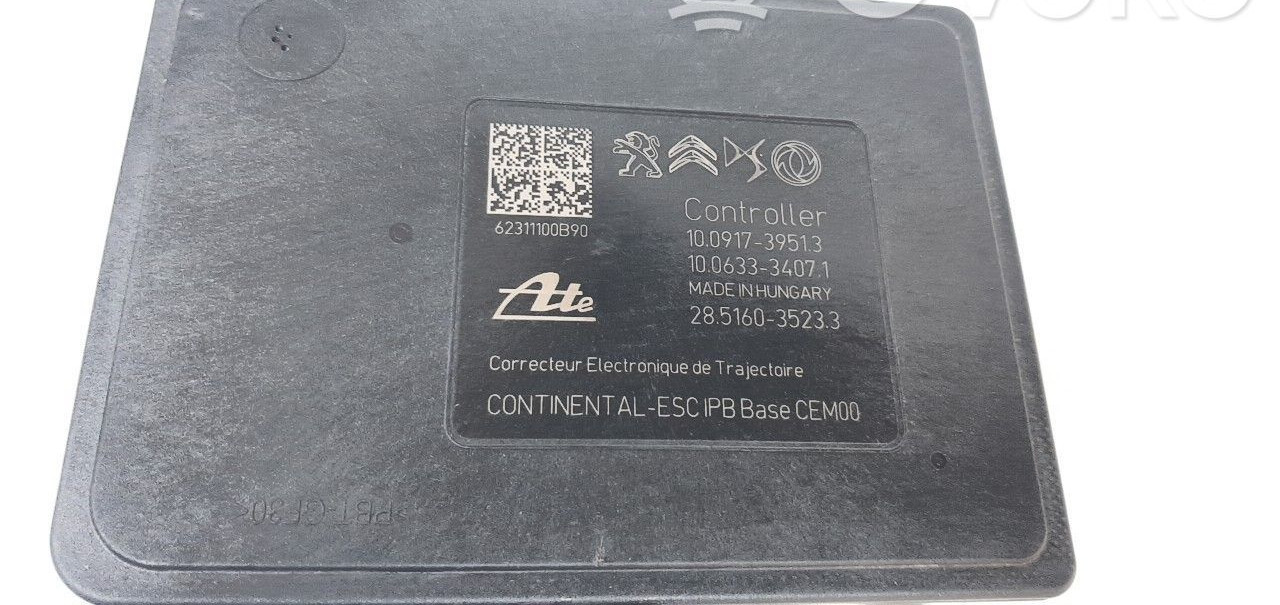 62311100B90
Controller
10.0917-3951.3
10.0633-3407.1
MADE IN HUNGARY
28.5160-3523.3
Ate
Correcteur Electronique de Trajectoire
CONTINENTAL-ESC IPB Base CEM00
>PBT-GF30<